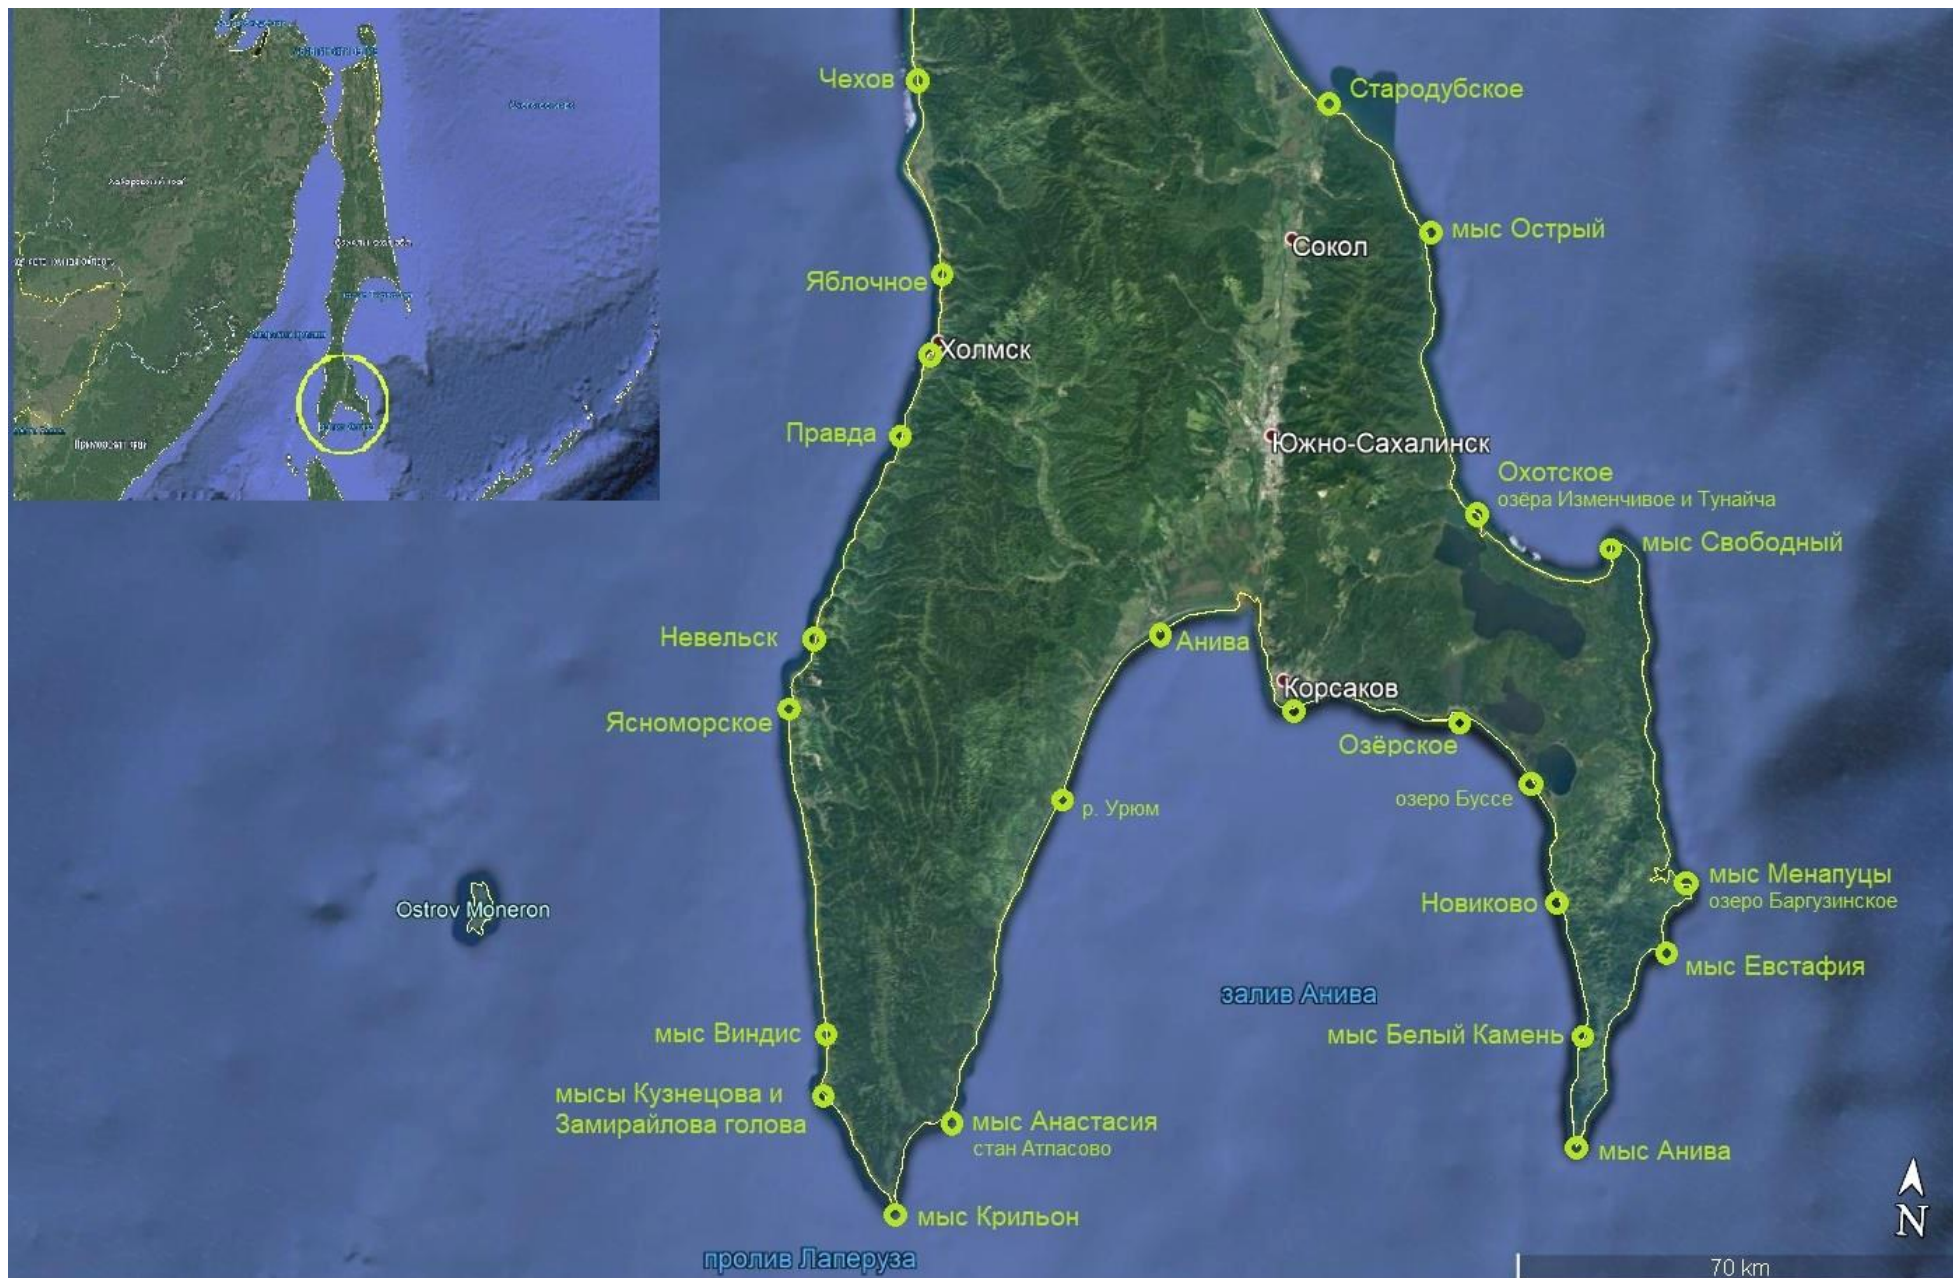 Чехов
Стародубское
мыс Острый
Сокол
Яблочное
Холмск
Правда
Южно-Сахалинск
Охотское
озёра Изменчивое и Тунайча
мыс Свободный
Невельск
Анива
Корсаков
Ясноморское
Озёрское
озеро Буссе
р. Урюм
мыс Менапуцы
озеро Баргузинское
Новиково
Ostrov Moneron
мыс Евстафия
залив Анива
мыс Виндис
мыс Белый Камень
мысы Кузнецова и
Замирайлова голова
мыс Анастасия
стан Атласово
мыс Анива
мыс Крильон
N
пролив Лаперуза
70 km